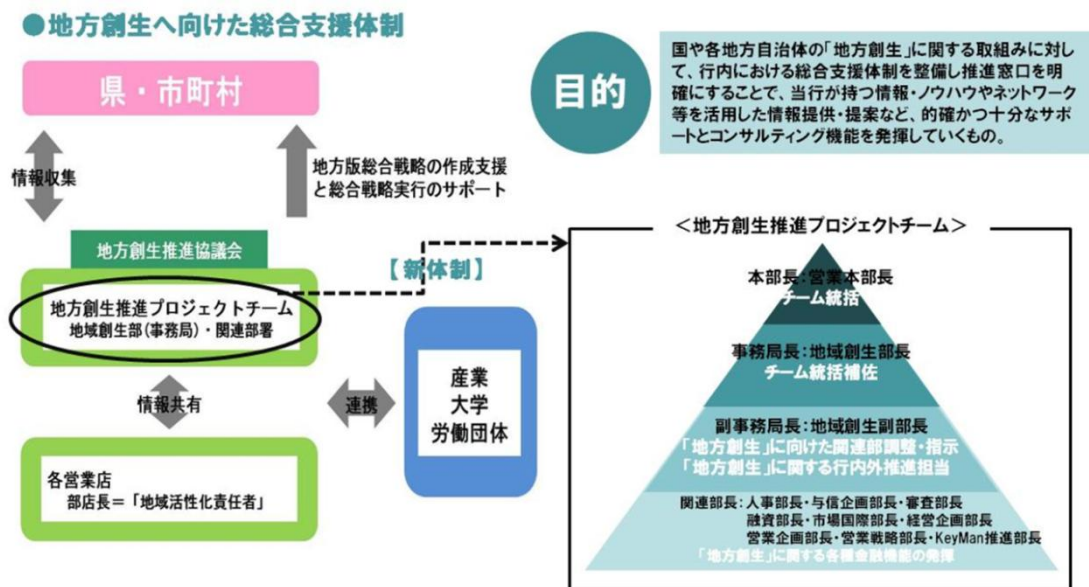 ●地方創生へ向けた総合支援体制
県・市町村
目的
国や各地方自治体の「地方創生」に関する取組みに対し
て、行内における総合支援体制を整備し推進窓口を明
確にすることで、当行が持つ情報・ノウハウやネットワーク
等を活用した情報提供・提案など、的確かつ十分なサポ
ートとコンサルティング機能を発揮していくもの。
情報収集
地方版総合戦略の作成支援
と総合戦略実行のサポート
地方創生推進協議会
【新体制】
地方創生推進プロジェクトチーム
地域創生部(事務局)・関連部署
情報共有
連携
産業
大学
労働団体
各営業店
部店長＝「地域活性化責任者」
＜地方創生推進プロジェクトチーム＞
本部長:営業本部長
チーム統括
事務局長:地域創生部長
チーム統括補佐
副事務局長:地域創生副部長
「地方創生」に向けた関連部調整・指示
「地方創生」に関する行内外推進担当
関連部長:人事部長・与信企画部長・審査部長
融資部長・市場国際部長・経営企画部長
営業企画部長・営業戦略部長・KeyMan推進部長
「地方創生」に関する各種金融機能の発揮